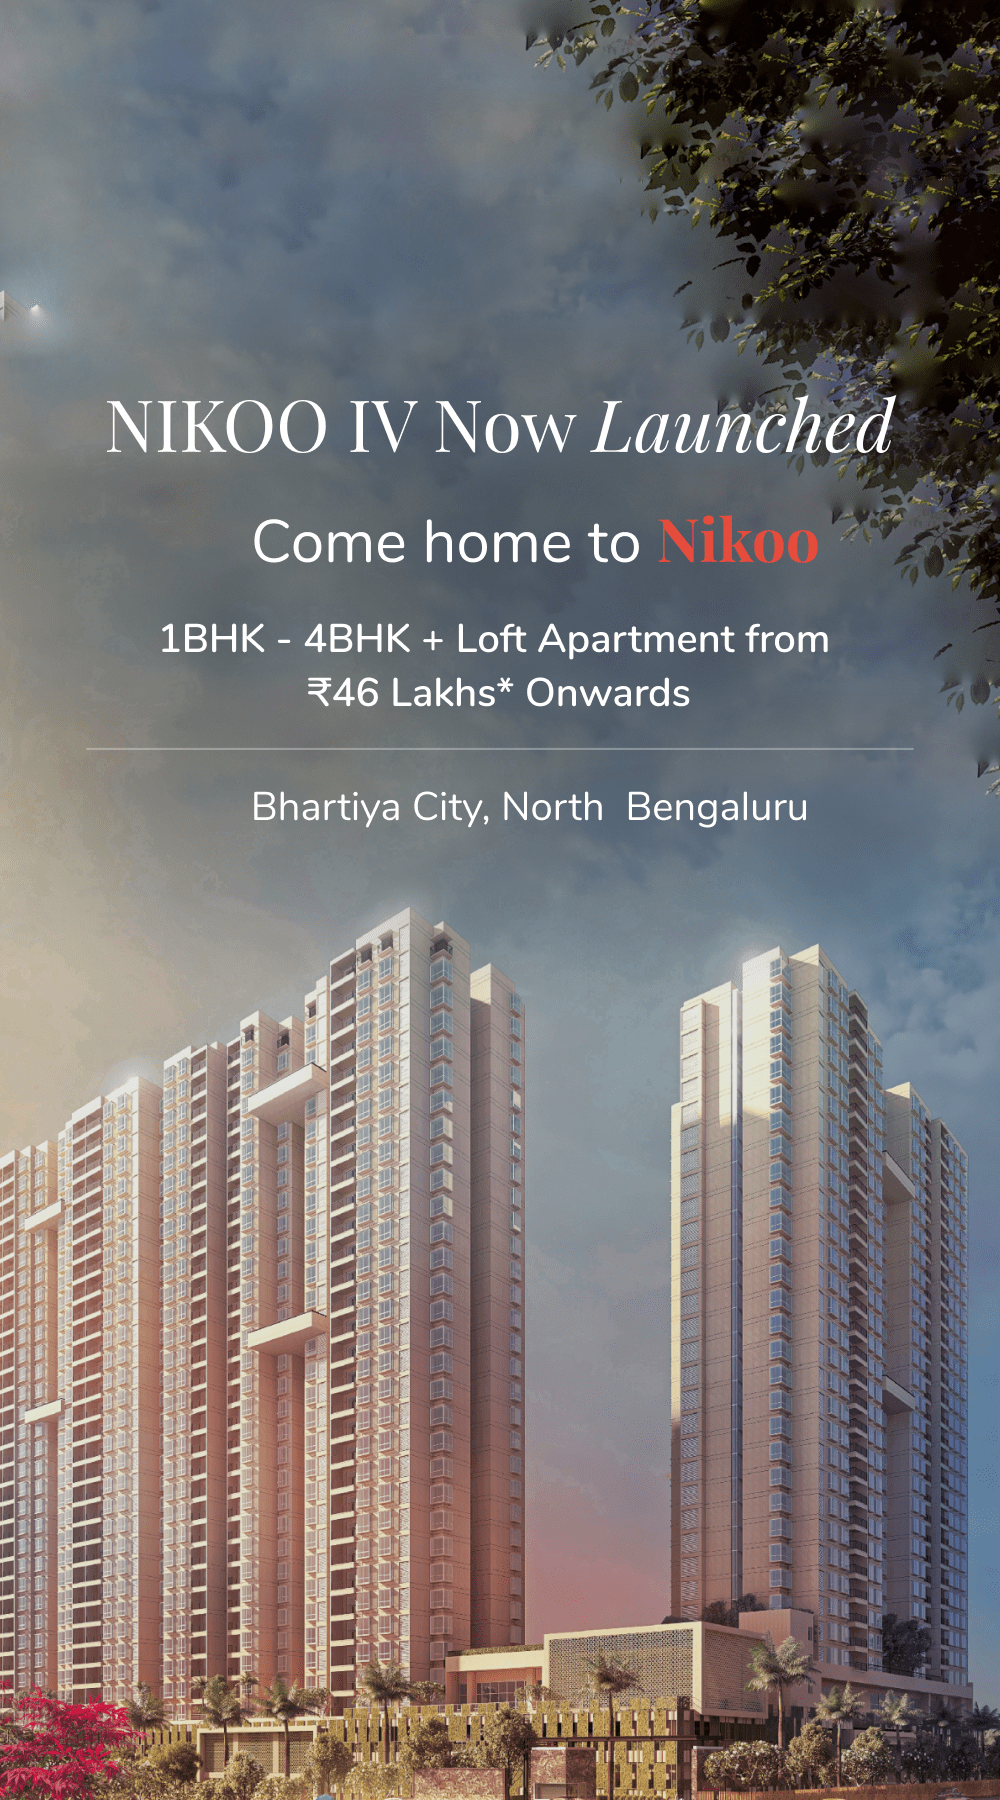 NIKOO IV Now Launched
Come home to Nikoo
1BHK - 4BHK + Loft Apartment from
₹46 Lakhs* Onwards
Bhartiya City, North Bengaluru